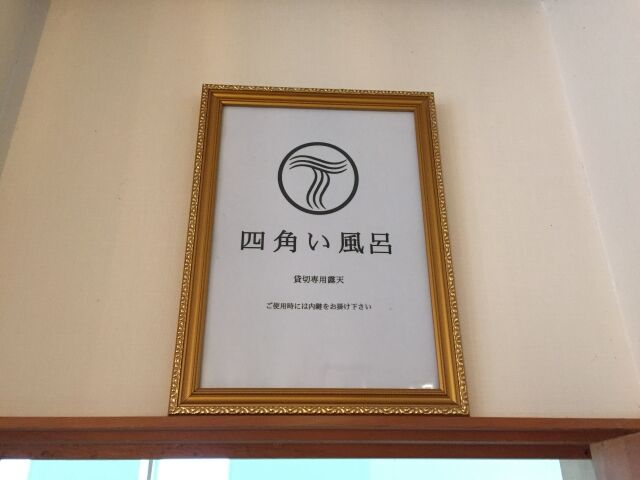 四角い風呂
貸切専用露天
ご使用時には内鍵をお掛け下さい